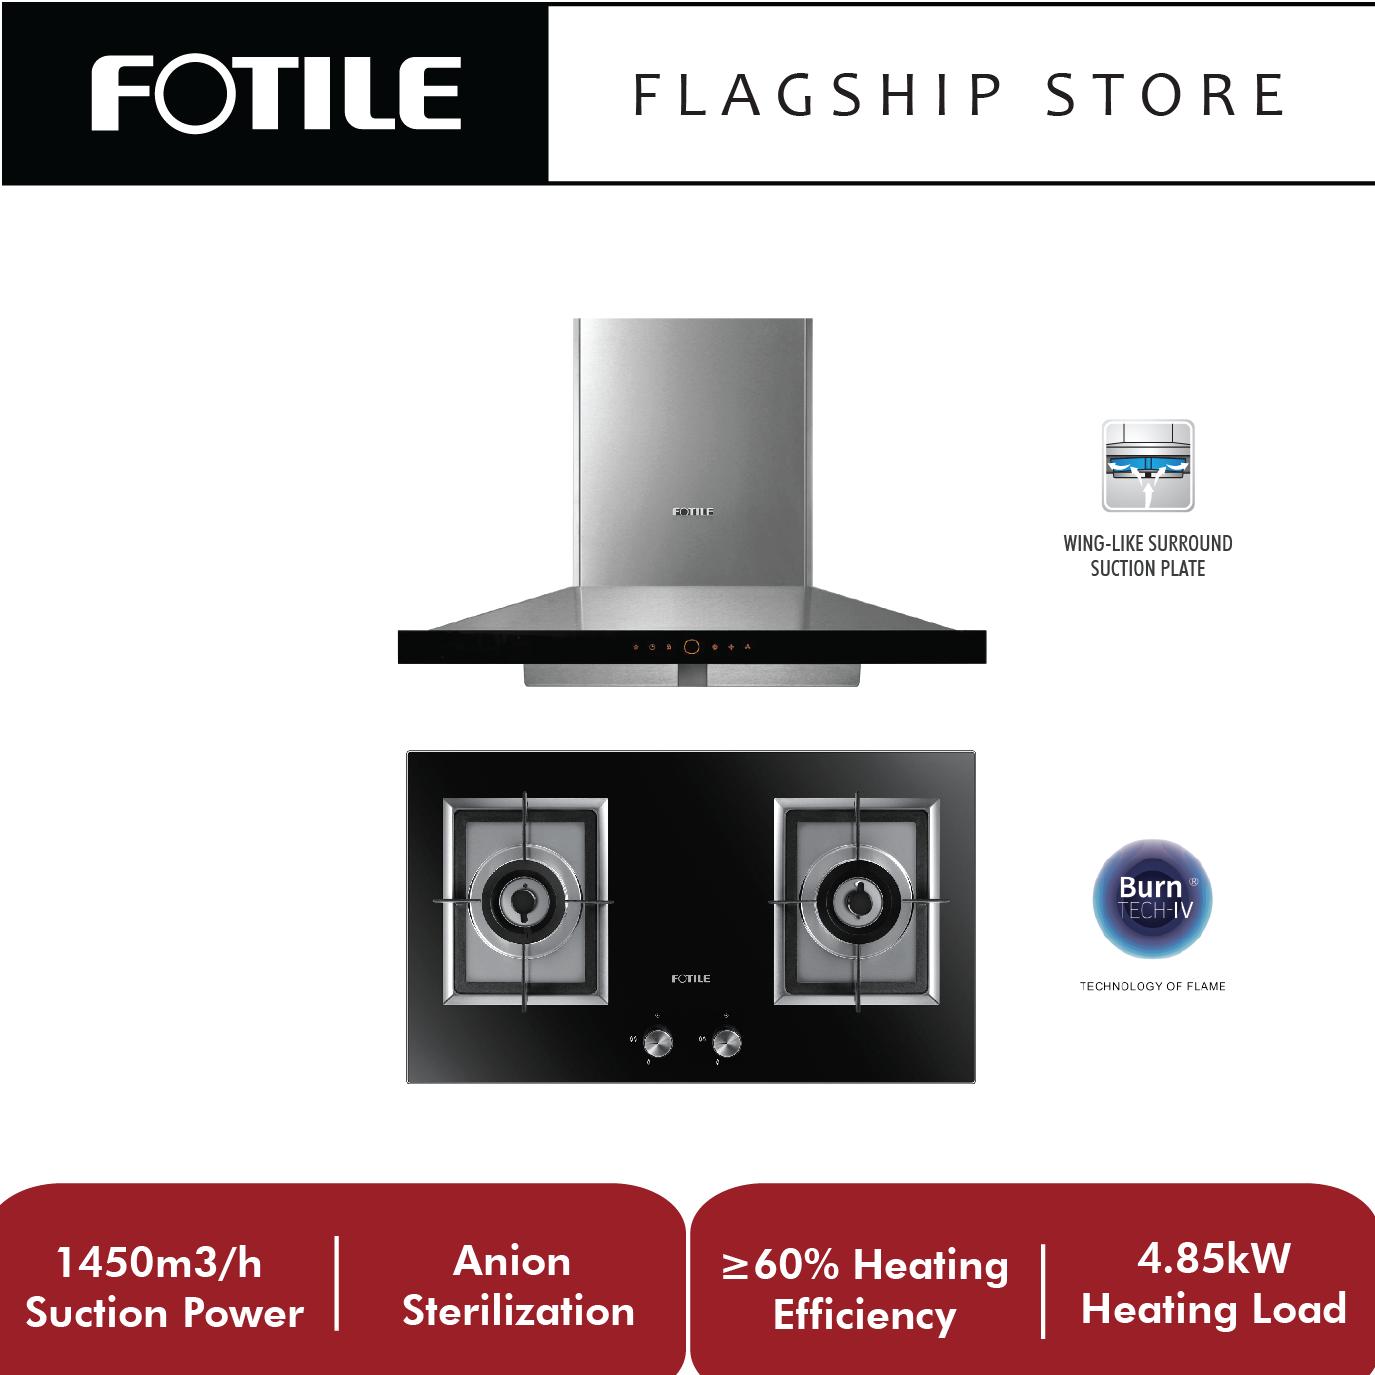 FOTILE
FLAGSHIP STORE
FOTILE
WING-LIKE SURROUND
SUCTION PLATE
Burn®
TECH-IV
TECHNOLOGY OF FLAME
FOTILE
1450m3/h
Suction Power
Anion
Sterilization
≥60% Heating
Efficiency
4.85kW
Heating Load